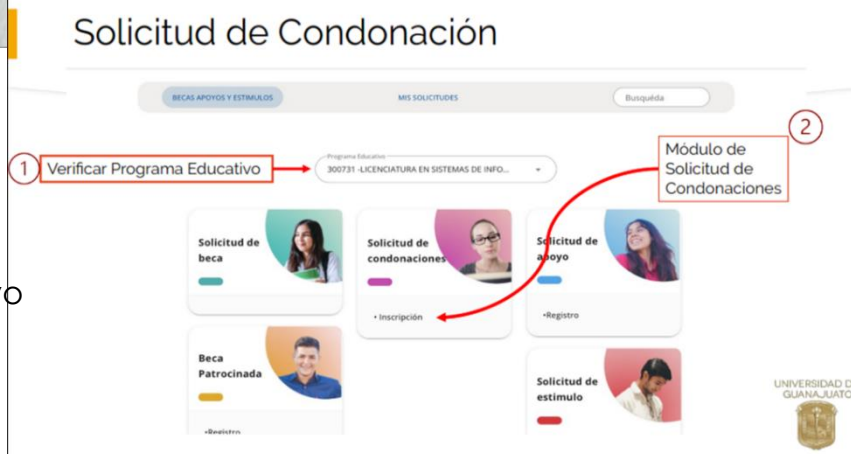 Solicitud de Condonación
BECAS APOYOS Y ESTIMULOS
MIS SOLICITUDES
Busquéda
2
Módulo de
Solicitud de
Condonaciones
1
Verificar Programa Educativo
Programa Educativo
300731 -LICENCIATURA EN SISTEMAS DE INFO...
Solicitud de
beca
Solicitud de
condonaciones
• Inscripción
Solicitud de
apoyo
•Registro
Beca
Patrocinada
•Registro
Solicitud de
estimulo
UNIVERSIDAD D
GUANAJUATO